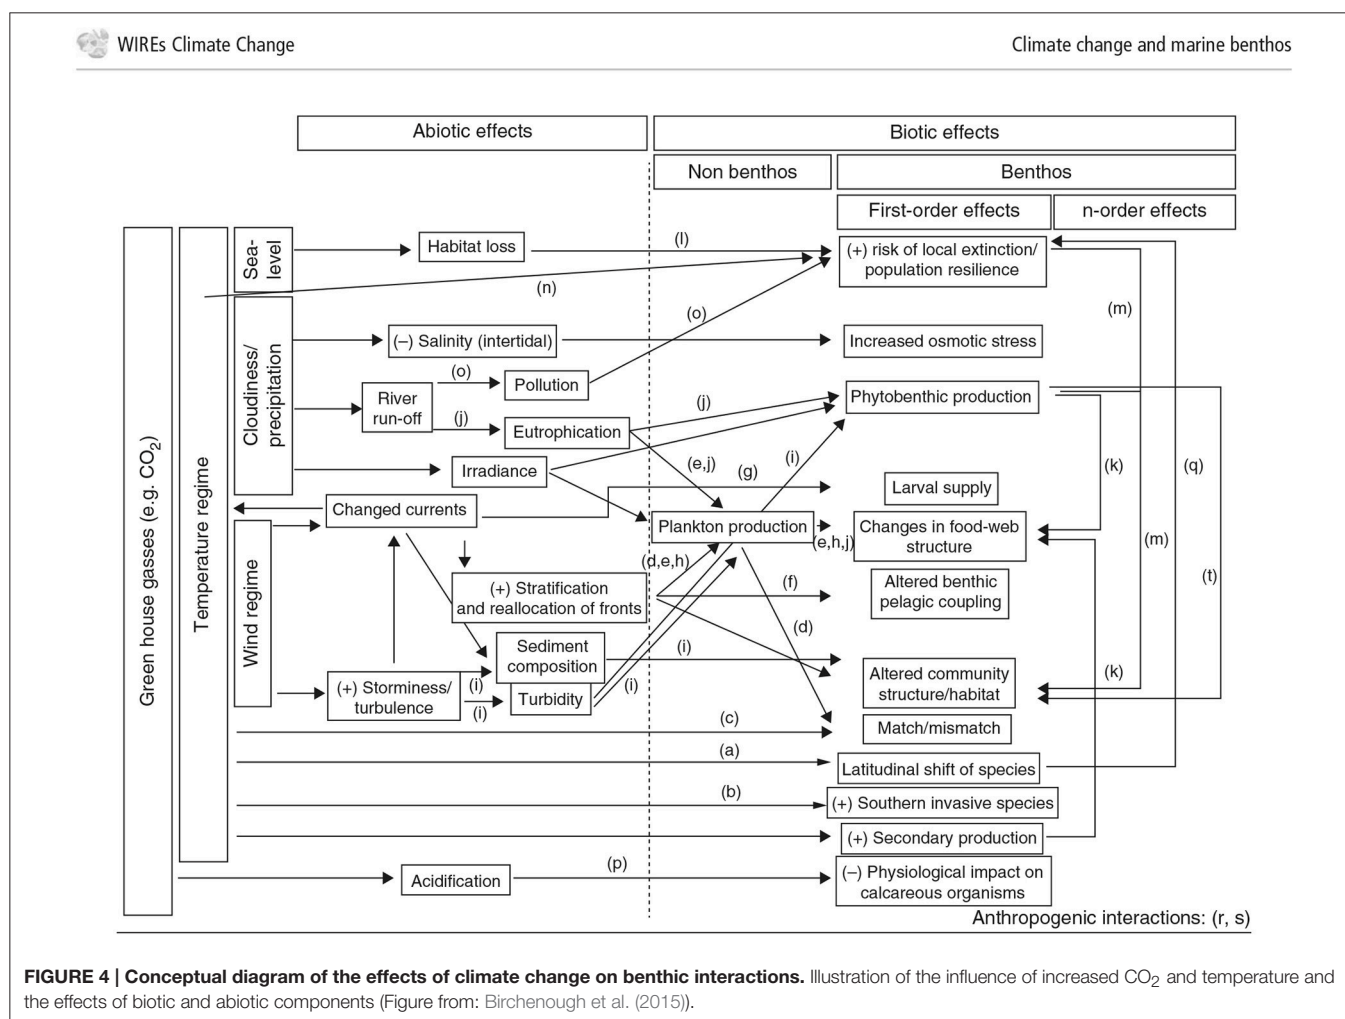 WIREs Climate Change
Climate change and marine benthos
Abiotic effects
Biotic effects
Non benthos
Benthos
First-order effects
n-order effects
Green house gasses (e.g. CO2)
Temperature regime
Sea-
level
Habitat loss
(l)
(+) risk of local extinction/
population resilience
(n)
(m)
Cloudiness/
precipitation
(–) Salinity (intertidal)
(o)
Increased osmotic stress
River
run-off
(o)
Pollution
(j)
Eutrophication
(j)
Phytobenthic production
Irradiance
(e,j)
(g)
(i)
(k)
(q)
Larval supply
Wind regime
Changed currents
Plankton production
(e,h,j)
Changes in food-web
structure
(m)
(d,e,h)
(t)
(+) Stratification
and reallocation of fronts
(f)
Altered benthic
pelagic coupling
(d)
Sediment
composition
(i)
(+) Storminess/
turbulence
(i)
(i)
Turbidity
(i)
Altered community
structure/habitat
(k)
(c)
Match/mismatch
(a)
Latitudinal shift of species
(b)
(+) Southern invasive species
(+) Secondary production
Acidification
(p)
(–) Physiological impact on
calcareous organisms
Anthropogenic interactions: (r, s)
FIGURE 4 | Conceptual diagram of the effects of climate change on benthic interactions. Illustration of the influence of increased CO2 and temperature and
the effects of biotic and abiotic components (Figure from: Birchenough et al. (2015)).